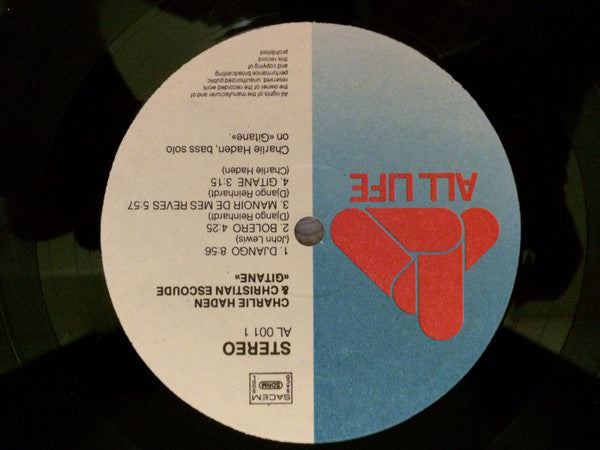 SACEM
SDRM
SACD
STEREO
AL 001 1
CHARLIE HADEN
& CHRISTIAN ESCOUDE
«GITANE»
1. DJANGO 8:56
(John Lewis)
2. BOLERO 4:25
(Django Reinhardt)
3. MANOIR DE MES REVES 5:57
(Django Reinhardt)
4. GITANE 3:15
(Charlie Haden)
Charlie Haden, bass solo
on «Gitane».
All rights of the manufacturer and of
the owner of the recorded work
reserved, unauthorized public
performance broadcasting
and copying of
this record
prohibited
ALL LIFE